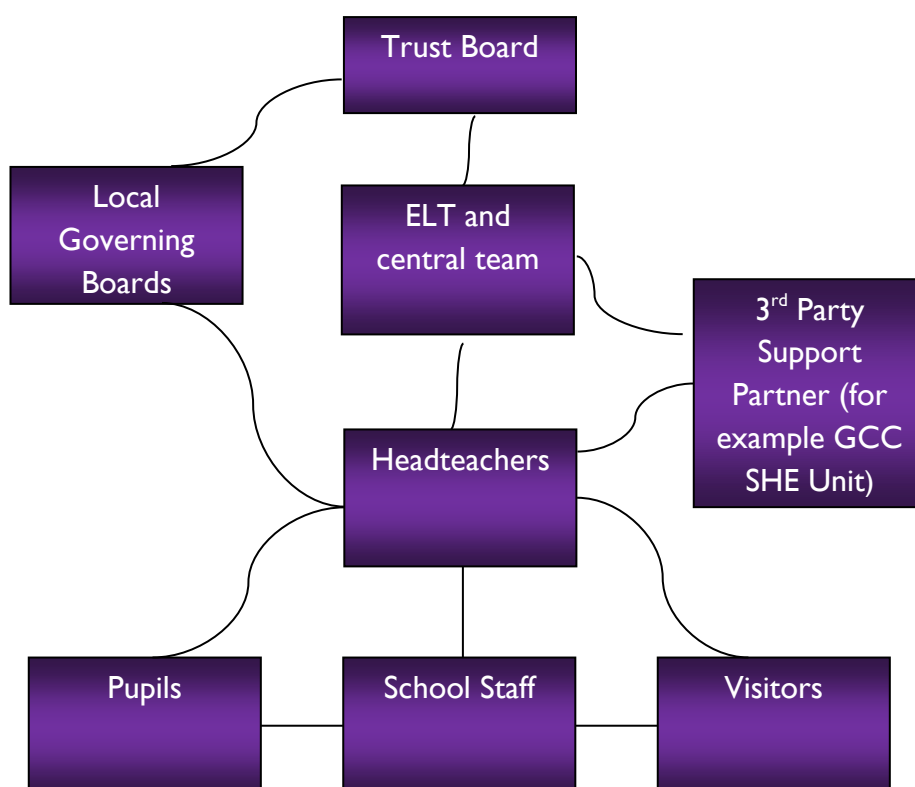 Trust Board
Local
Governing
Boards
ELT and
central team
3rd Party
Support
Partner (for
example GCC
SHE Unit)
Headteachers
Pupils
School Staff
Visitors